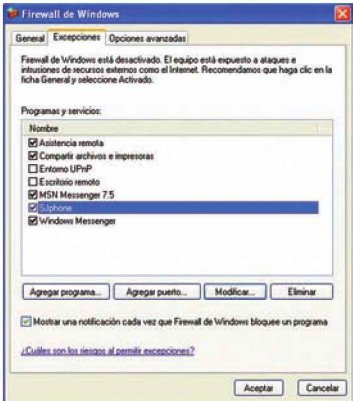 Firewall de Windows
General Excepciones Opciones avanzadas
Firewall de Windows está desactivado. El equipo está expuesto a ataques e
intrusiones de recursos externos como el Internet. Recomendamos que haga clic en la
ficha General y seleccione Activado.
Programas y servicios:
Nombre
Asistencia remota
Compartir archivos e impresoras
Entorno UPnP
Escritorio remoto
MSN Messenger 7.5
SJphone
Windows Messenger
Agregar programa... Agregar puerto... Modificar... Eliminar
Mostrar una notificación cada vez que Firewall de Windows bloquee un programa
¿Cuáles son los riesgos al permitir excepciones?
Aceptar Cancelar